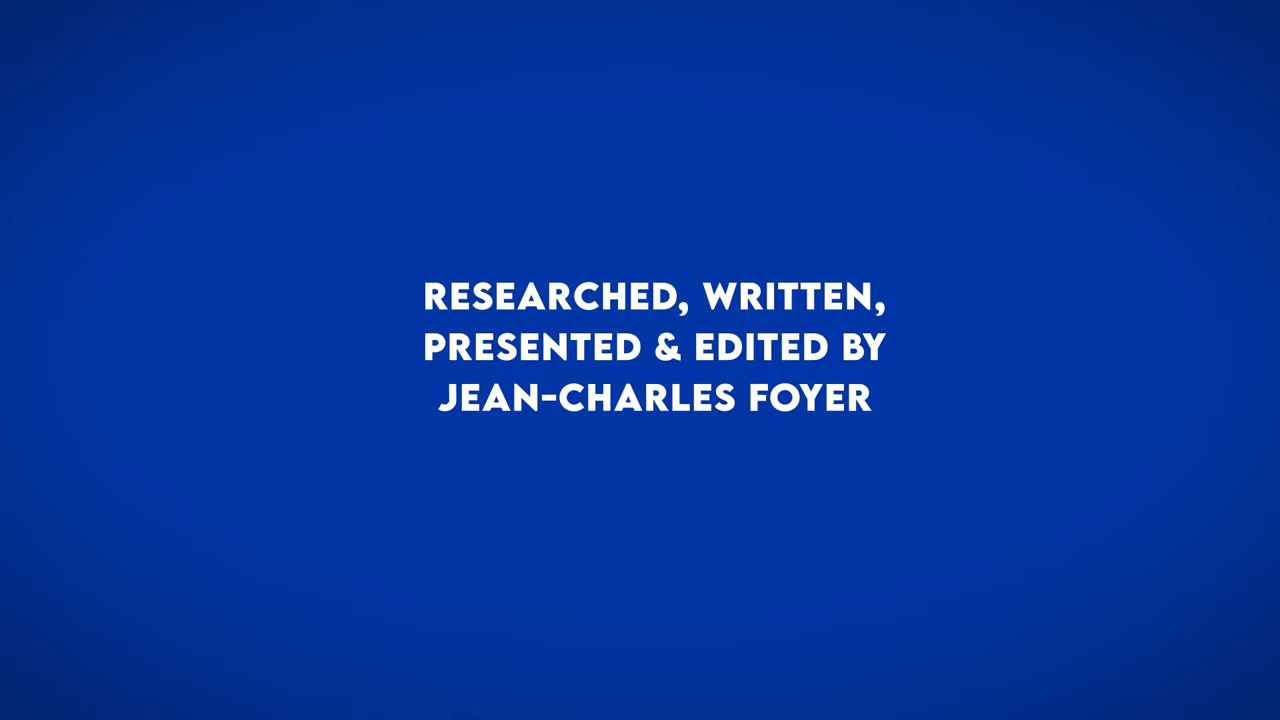 RESEARCHED, WRITTEN,
PRESENTED & EDITED BY
JEAN-CHARLES FOYER